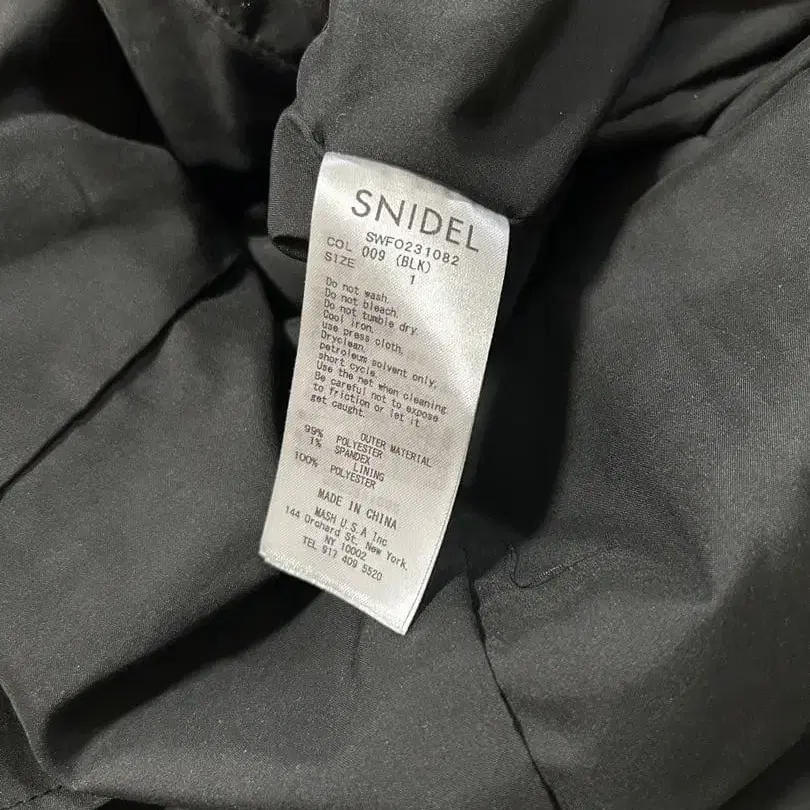 SNIDEL
SWFO231082
COL 009 (BLK)
SIZE 1
Do not wash.
Do not bleach.
Do not tumble dry.
Cool iron.
use press cloth,
Dryclean.
petroleum solvent only,
short cycle.
Use the net when cleaning.
Be careful not to expose
to friction or let it
get caught.
OUTER MATERIAL
99% POLYESTER
1% SPANDEX
LINING
100% POLYESTER
MADE IN CHINA
MASH U.S.A Inc
144 Orchard St. New York.
NY 10002
TEL 917 409 5520